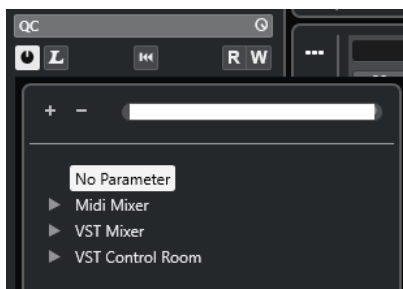 QC
L
R W
+ −
No Parameter
Midi Mixer
VST Mixer
VST Control Room